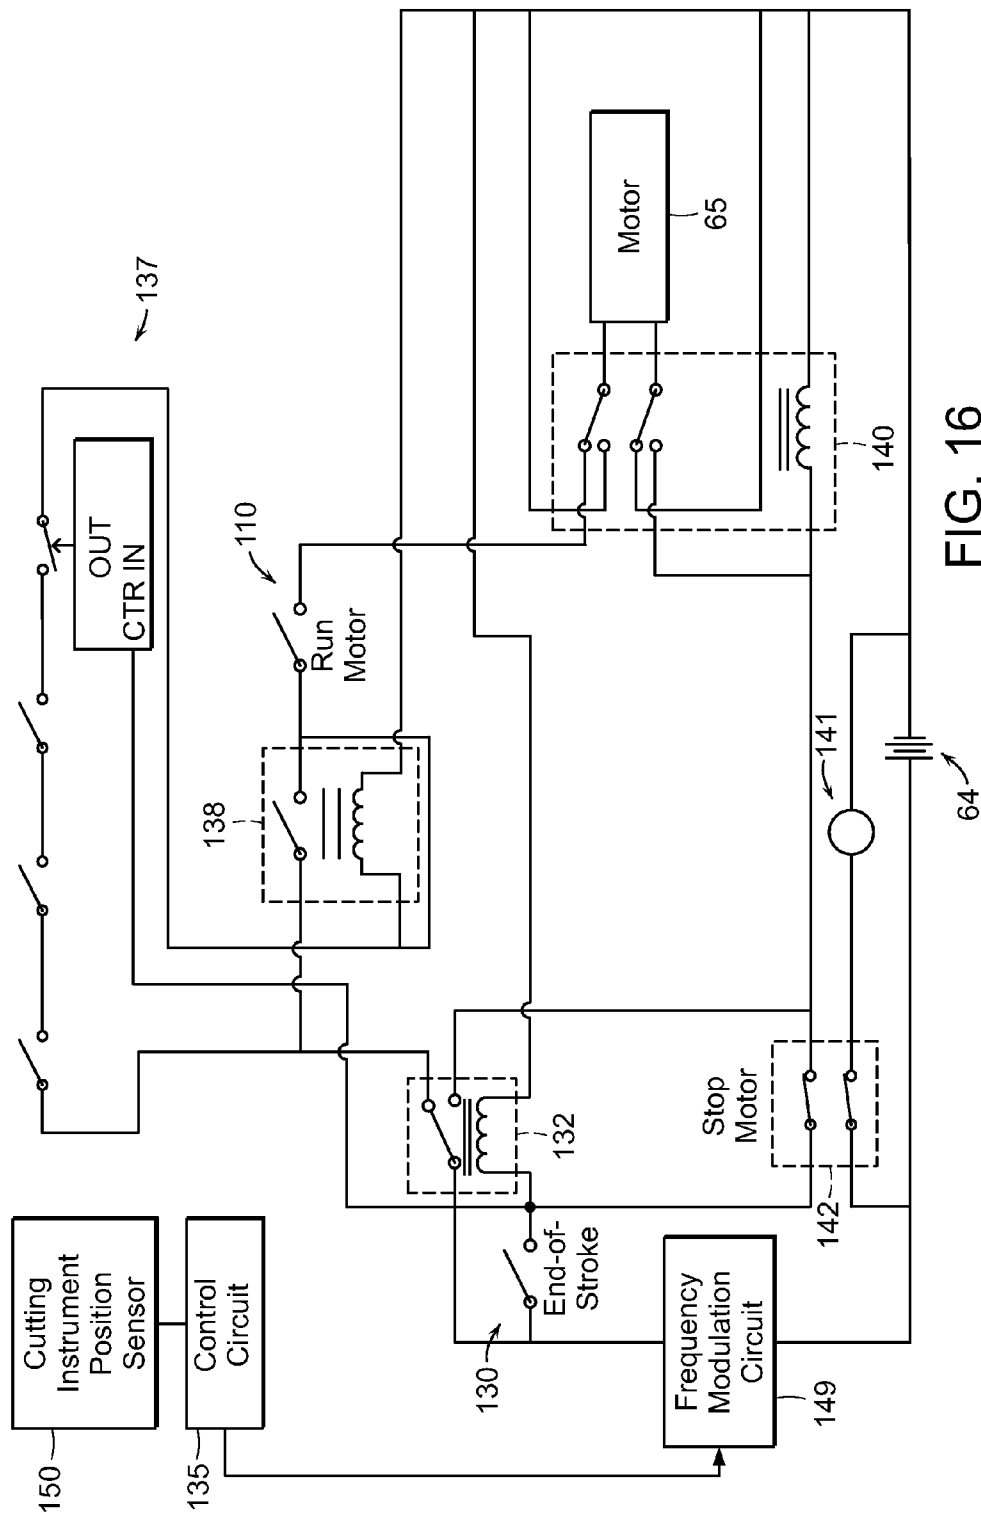 Cutting
Instrument
Position
Sensor
150
Control
Circuit
135
137
OUT
CTR IN
110
Run
Motor
138
Motor
65
140
132
130
End-of-
Stroke
Stop
Motor
142
141
Frequency
Modulation
Circuit
149
64
FIG. 16